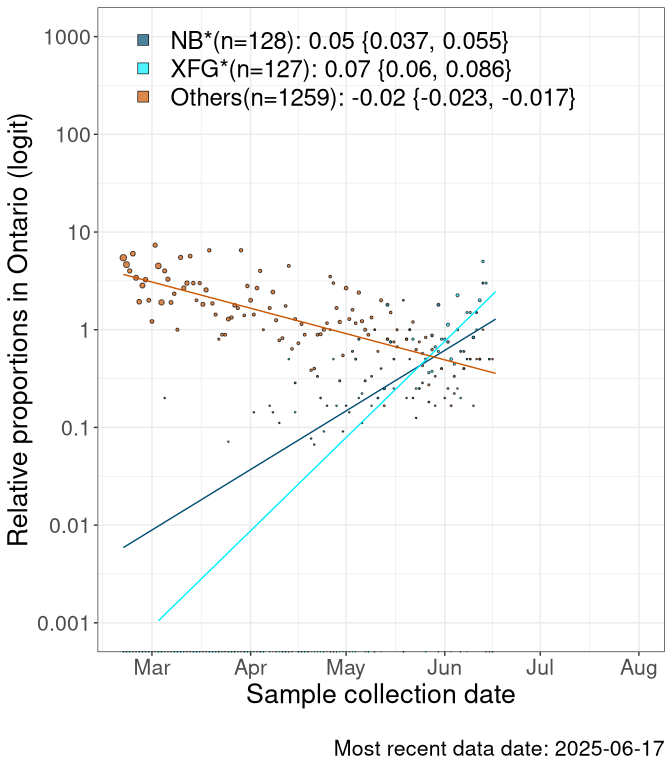 NB*(n=128): 0.05 {0.037, 0.055}
XFG*(n=127): 0.07 {0.06, 0.086}
Others(n=1259): -0.02 {-0.023, -0.017}
Relative proportions in Ontario (logit)
1000
100
10
1
0.1
0.01
0.001
Mar Apr May Jun Jul Aug
Sample collection date
Most recent data date: 2025-06-17